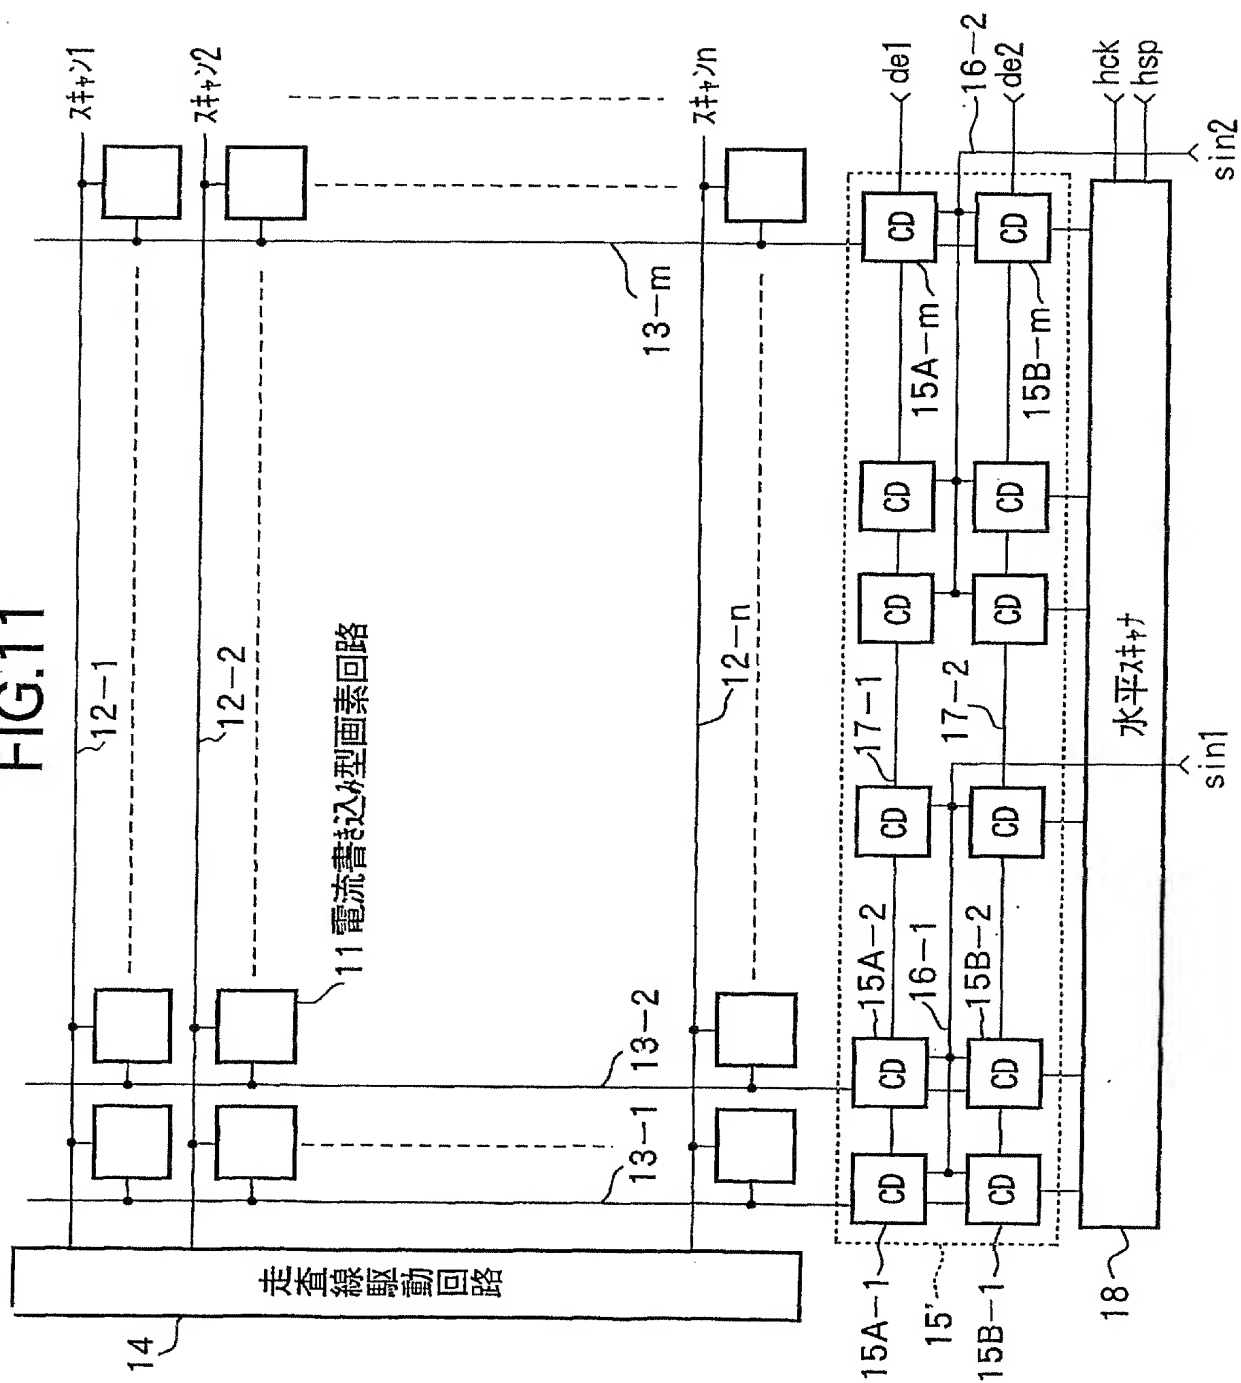 FIG.11
スキャン1
12-1
スキャン2
12-2
11 電流書き込み型画素回路
スキャンn
12-n
13-1
13-2
13-m
14
走査線駆動回路
CD
CD
CD
CD
CD
CD
de1
15A-1
15A-2
17-1
15A-m
15'
16-1
16-2
CD
CD
CD
CD
CD
CD
de2
15B-1
15B-2
17-2
15B-m
18
水平スキャナ
hck
hsp
sin1
sin2